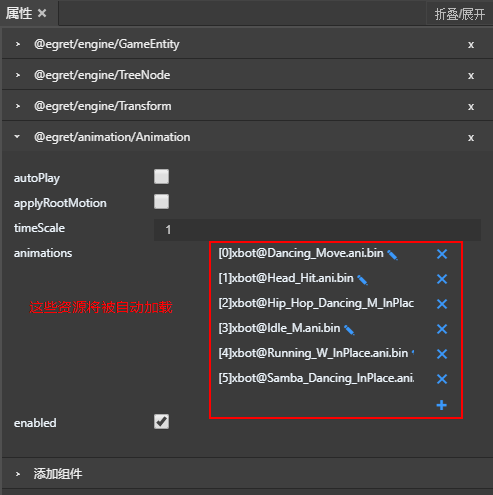 属性 ×
折叠/展开
@egret/engine/GameEntity x
@egret/engine/TreeNode x
@egret/engine/Transform x
@egret/animation/Animation x
autoPlay
applyRootMotion
timeScale 1
animations [0]xbot@Dancing_Move.ani.bin
[1]xbot@Head_Hit.ani.bin
[2]xbot@Hip_Hop_Dancing_M_InPlac
这些资源将被自动加载
[3]xbot@Idle_M.ani.bin
[4]xbot@Running_W_InPlace.ani.bin
[5]xbot@Samba_Dancing_InPlace.ani.
enabled
添加组件